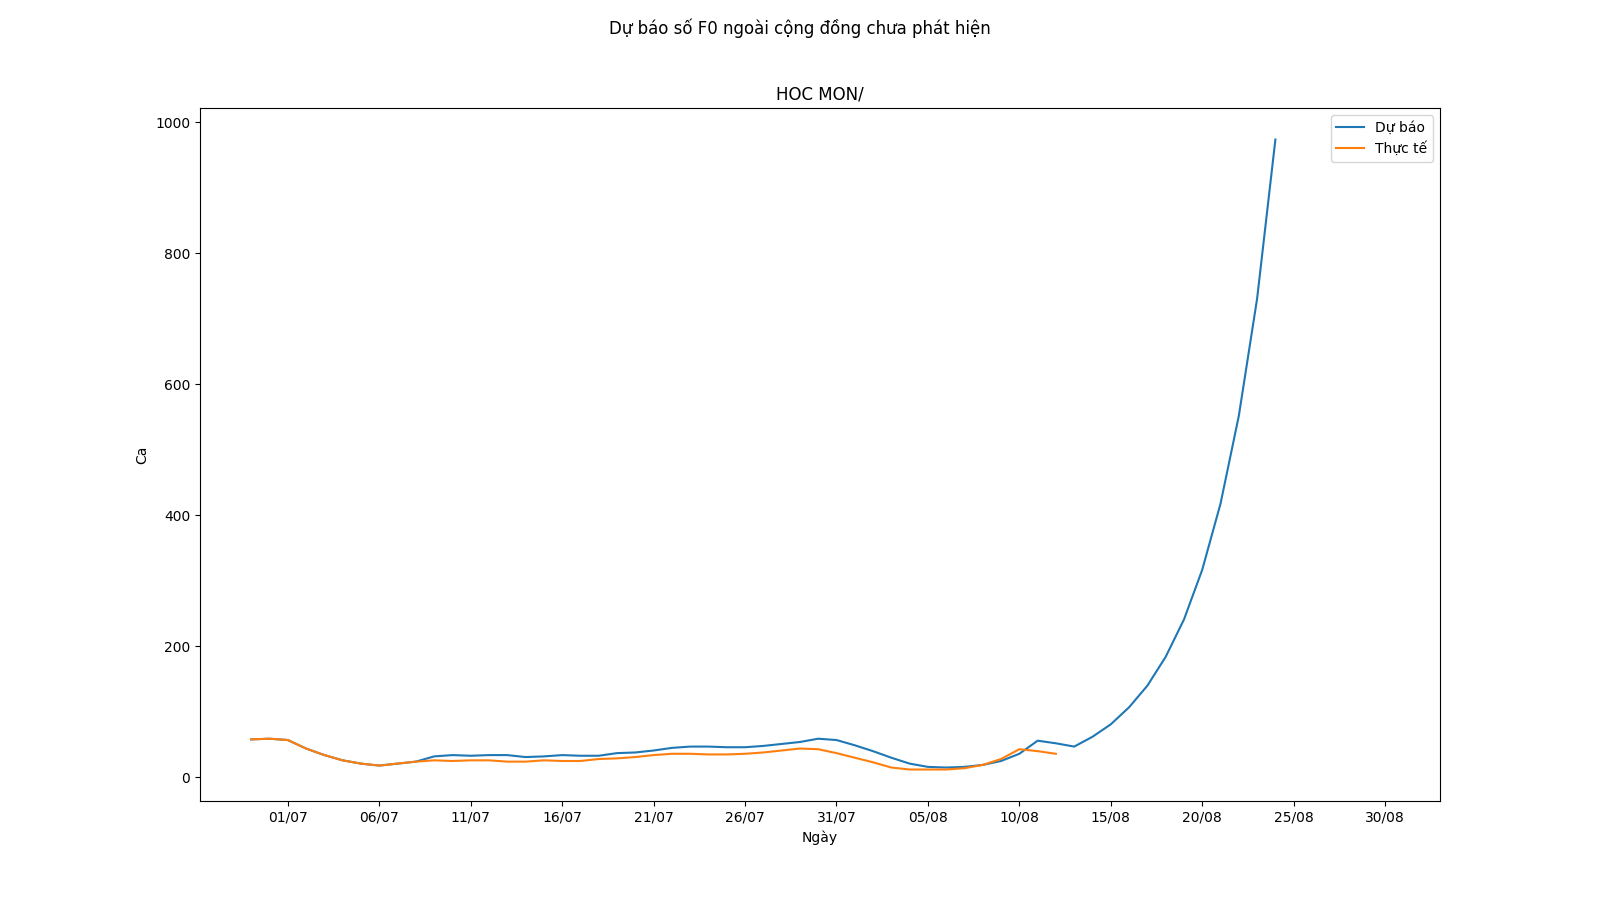 Dự báo số F0 ngoài cộng đồng chưa phát hiện
HOC MON/
Dự báo
Thực tế
1000
800
600
400
200
0
Ca
01/07 06/07 11/07 16/07 21/07 26/07 31/07 05/08 10/08 15/08 20/08 25/08 30/08
Ngày